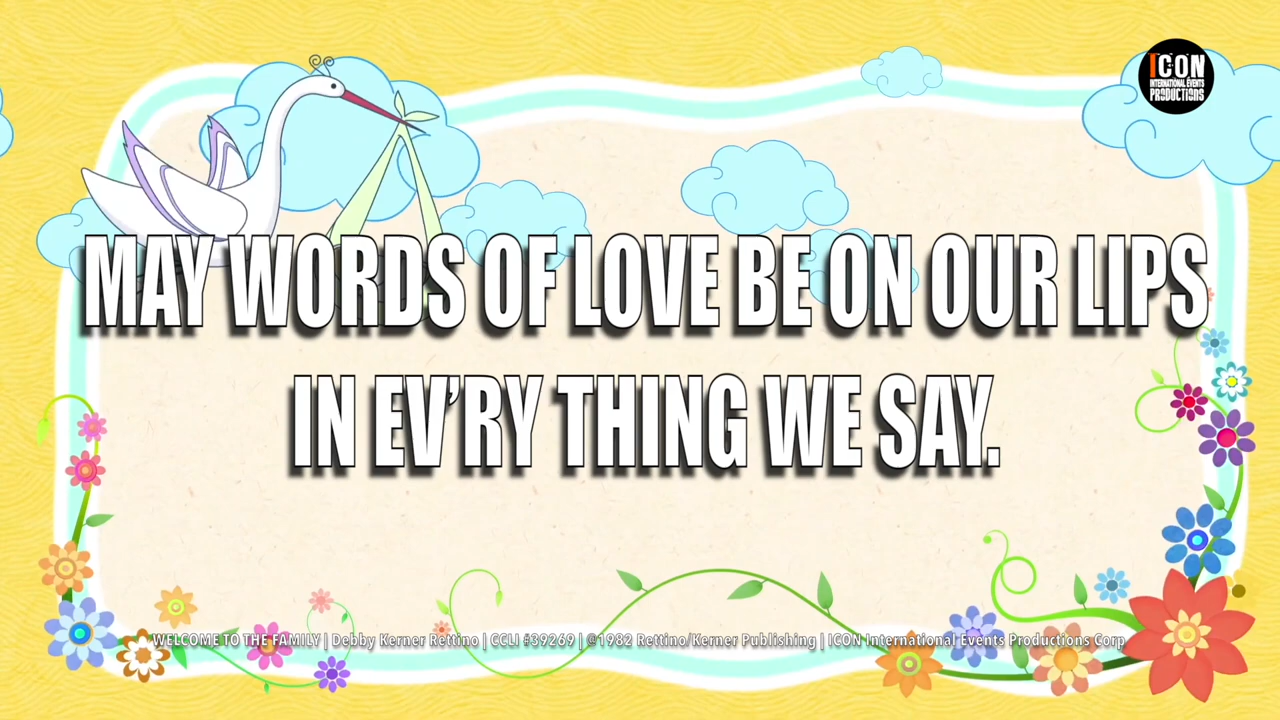 ICON
INTERNATIONAL EVENTS
PRODUCTIONS
MAY WORDS OF LOVE BE ON OUR LIPS
IN EV’RY THING WE SAY.
WELCOME TO THE FAMILY | Debby Kerner Rettino | CCLI #39269 | @1982 Rettino/Kerner Publishing | ICON International Events Productions Corp